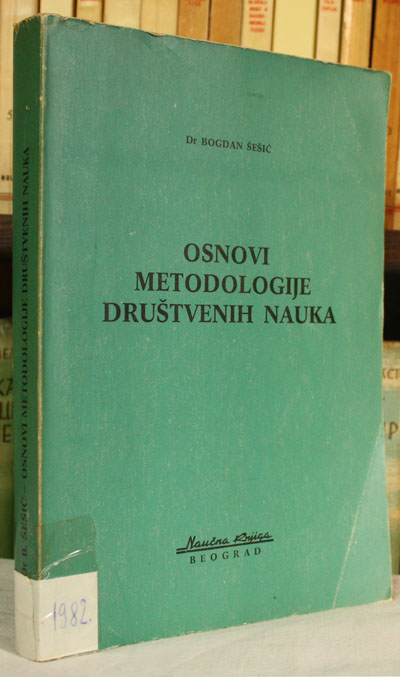 Dr BOGDAN ŠEŠIĆ
OSNOVI
METODOLOGIJE
DRUŠTVENIH NAUKA
Naučna Knjiga
BEOGRAD
Dr B. ŠEŠIĆ — OSNOVI METODOLOGIJE DRUŠTVENIH NAUKA
1982.